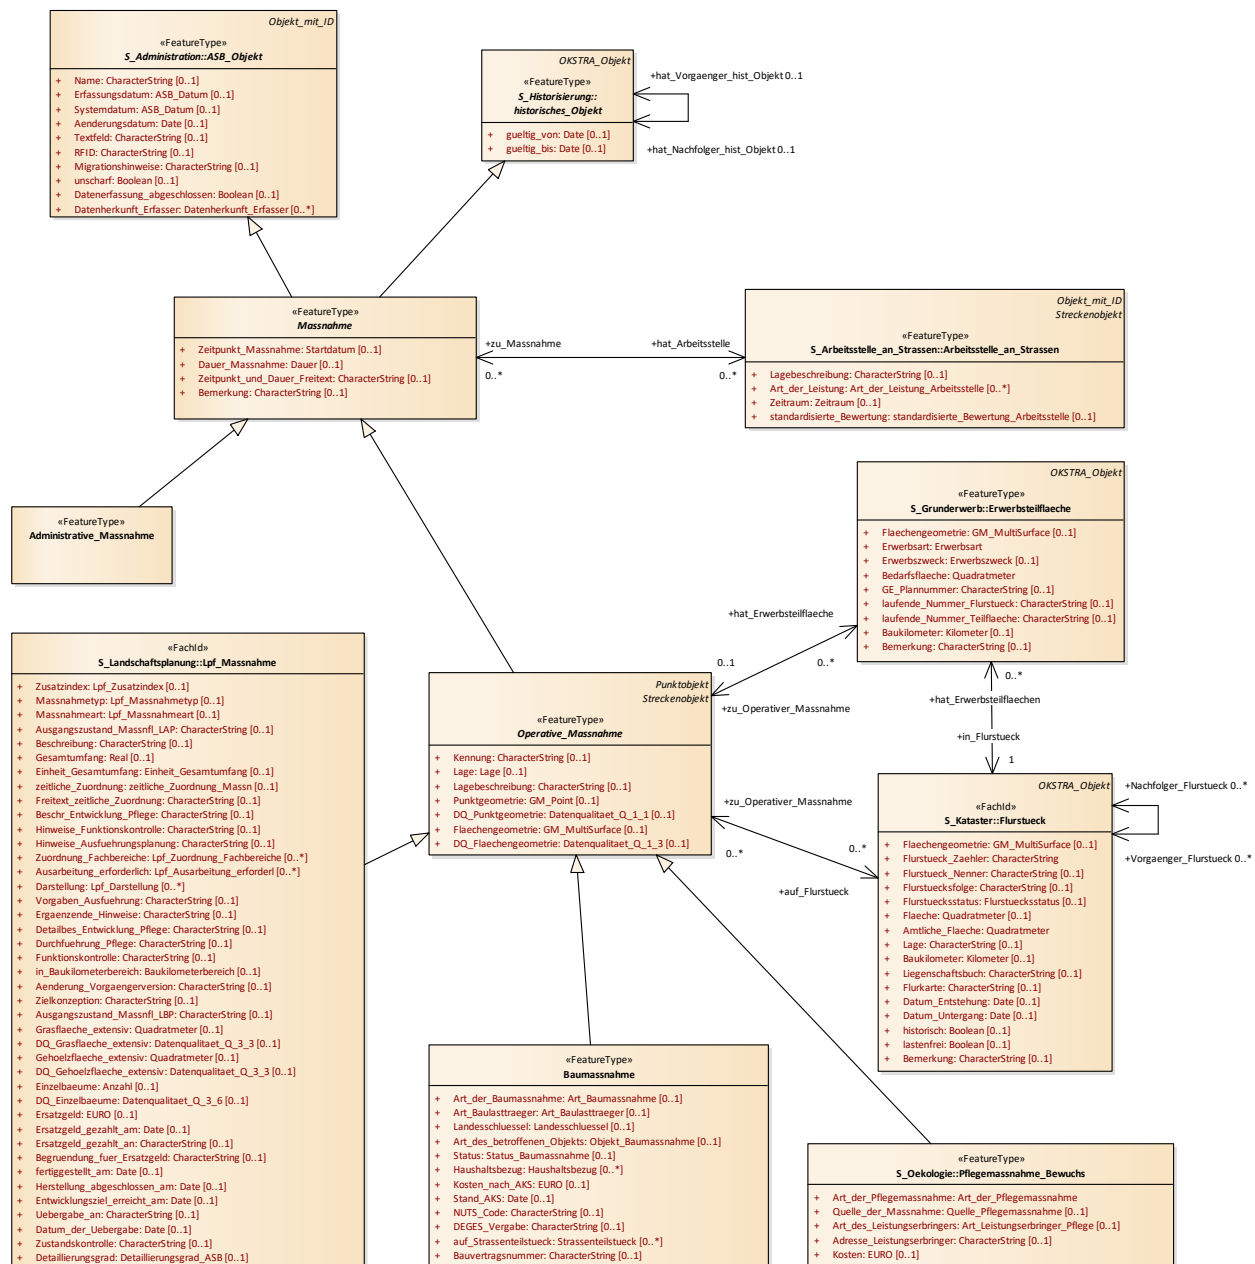 Objekt_mit_ID
«FeatureType»
S_Administration::ASB_Objekt
+ Name: CharacterString [0..1]
+ Erfassungsdatum: ASB_Datum [0..1]
+ Systemdatum: ASB_Datum [0..1]
+ Aenderungsdatum: Date [0..1]
+ Textfeld: CharacterString [0..1]
+ RFID: CharacterString [0..1]
+ Migrationshinweise: CharacterString [0..1]
+ unscharf: Boolean [0..1]
+ Datenerfassung_abgeschlossen: Boolean [0..1]
+ Datenherkunft_Erfasser: Datenherkunft_Erfasser [0..*]
OKSTRA_Objekt
«FeatureType»
S_Historisierung::
historisches_Objekt
+ gueltig_von: Date [0..1]
+ gueltig_bis: Date [0..1]
+hat_Vorgaenger_hist_Objekt 0..1
+hat_Nachfolger_hist_Objekt 0..1
«FeatureType»
Massnahme
+ Zeitpunkt_Massnahme: Startdatum [0..1]
+ Dauer_Massnahme: Dauer [0..1]
+ Zeitpunkt_und_Dauer_Freitext: CharacterString [0..1]
+ Bemerkung: CharacterString [0..1]
+zu_Massnahme
0..*
+hat_Arbeitsstelle
0..*
Objekt_mit_ID
Streckenobjekt
«FeatureType»
S_Arbeitsstelle_an_Strassen::Arbeitsstelle_an_Strassen
+ Lagebeschreibung: CharacterString [0..1]
+ Art_der_Leistung: Art_der_Leistung_Arbeitsstelle [0..*]
+ Zeitraum: Zeitraum [0..1]
+ standardisierte_Bewertung: standardisierte_Bewertung_Arbeitsstelle [0..1]
«FeatureType»
Administrative_Massnahme
OKSTRA_Objekt
«FeatureType»
S_Grunderwerb::Erwerbsteilflaeche
+ Flaechengeometrie: GM_MultiSurface [0..1]
+ Erwerbsart: Erwerbsart
+ Erwerbszweck: Erwerbszweck [0..1]
+ Bedarfsflaeche: Quadratmeter
+ GE_Plannummer: CharacterString [0..1]
+ laufende_Nummer_Flurstueck: CharacterString [0..1]
+ laufende_Nummer_Teilflaeche: CharacterString [0..1]
+ Baukilometer: Kilometer [0..1]
+ Bemerkung: CharacterString [0..1]
+hat_Erwerbsteilflaeche
0..*
0..1
+zu_Operativer_Massnahme
0..*
+hat_Erwerbsteilflaechen
+in_Flurstueck
1
«FachId»
S_Landschaftsplanung::Lpf_Massnahme
+ Zusatzindex: Lpf_Zusatzindex [0..1]
+ Massnahmetyp: Lpf_Massnahmetyp [0..1]
+ Massnahmeart: Lpf_Massnahmeart [0..1]
+ Ausgangszustand_Massnfl_LAP: CharacterString [0..1]
+ Beschreibung: CharacterString [0..1]
+ Gesamtumfang: Real [0..1]
+ Einheit_Gesamtumfang: Einheit_Gesamtumfang [0..1]
+ zeitliche_Zuordnung: zeitliche_Zuordnung_Massn [0..1]
+ Freitext_zeitliche_Zuordnung: CharacterString [0..1]
+ Beschr_Entwicklung_Pflege: CharacterString [0..1]
+ Hinweise_Funktionskontrolle: CharacterString [0..1]
+ Hinweise_Ausfuehrungsplanung: CharacterString [0..1]
+ Zuordnung_Fachbereiche: Lpf_Zuordnung_Fachbereiche [0..*]
+ Ausarbeitung_erforderlich: Lpf_Ausarbeitung_erforderl [0..*]
+ Darstellung: Lpf_Darstellung [0..*]
+ Vorgaben_Ausfuehrung: CharacterString [0..1]
+ Ergaenzende_Hinweise: CharacterString [0..1]
+ Detailbes_Entwicklung_Pflege: CharacterString [0..1]
+ Durchfuehrung_Pflege: CharacterString [0..1]
+ Funktionskontrolle: CharacterString [0..1]
+ in_Baukilometerbereich: Baukilometerbereich [0..1]
+ Aenderung_Vorgaengerversion: CharacterString [0..1]
+ Zielkonzeption: CharacterString [0..1]
+ Ausgangszustand_Massnfl_LBP: CharacterString [0..1]
+ Grasflaeche_extensiv: Quadratmeter [0..1]
+ DQ_Grasflaeche_extensiv: Datenqualitaet_Q_3_3 [0..1]
+ Gehoelzflaeche_extensiv: Quadratmeter [0..1]
+ DQ_Gehoelzflaeche_extensiv: Datenqualitaet_Q_3_3 [0..1]
+ Einzelbaeume: Anzahl [0..1]
+ DQ_Einzelbaeume: Datenqualitaet_Q_3_6 [0..1]
+ Ersatzgeld: EURO [0..1]
+ Ersatzgeld_gezahlt_am: Date [0..1]
+ Ersatzgeld_gezahlt_an: CharacterString [0..1]
+ Begruendung_fuer_Ersatzgeld: CharacterString [0..1]
+ fertiggestellt_am: Date [0..1]
+ Herstellung_abgeschlossen_am: Date [0..1]
+ Entwicklungsziel_erreicht_am: Date [0..1]
+ Uebergabe_an: CharacterString [0..1]
+ Datum_der_Uebergabe: Date [0..1]
+ Zustandskontrolle: CharacterString [0..1]
+ Detaillierungsgrad: Detaillierungsgrad_ASB [0..1]
Punktobjekt
Streckenobjekt
«FeatureType»
Operative_Massnahme
+ Kennung: CharacterString [0..1]
+ Lage: Lage [0..1]
+ Lagebeschreibung: CharacterString [0..1]
+ Punktgeometrie: GM_Point [0..1]
+ DQ_Punktgeometrie: Datenqualitaet_Q_1_1 [0..1]
+ Flaechengeometrie: GM_MultiSurface [0..1]
+ DQ_Flaechengeometrie: Datenqualitaet_Q_1_3 [0..1]
+zu_Operativer_Massnahme
0..*
0..*
+auf_Flurstueck
OKSTRA_Objekt
«FachId»
S_Kataster::Flurstueck
+ Flaechengeometrie: GM_MultiSurface [0..1]
+ Flurstueck_Zaehler: CharacterString
+ Flurstueck_Nenner: CharacterString [0..1]
+ Flurstuecksfolge: CharacterString [0..1]
+ Flurstuecksstatus: Flurstuecksstatus [0..1]
+ Flaeche: Quadratmeter [0..1]
+ Amtliche_Flaeche: Quadratmeter
+ Lage: CharacterString [0..1]
+ Baukilometer: Kilometer [0..1]
+ Liegenschaftsbuch: CharacterString [0..1]
+ Flurkarte: CharacterString [0..1]
+ Datum_Entstehung: Date [0..1]
+ Datum_Untergang: Date [0..1]
+ historisch: Boolean [0..1]
+ lastenfrei: Boolean [0..1]
+ Bemerkung: CharacterString [0..1]
+Nachfolger_Flurstueck 0..*
+Vorgaenger_Flurstueck 0..*
«FeatureType»
Baumassnahme
+ Art_der_Baumassnahme: Art_Baumassnahme [0..1]
+ Art_Baulasttraeger: Art_Baulasttraeger [0..1]
+ Landesschluessel: Landesschluessel [0..1]
+ Art_des_betroffenen_Objekts: Objekt_Baumassnahme [0..1]
+ Status: Status_Baumassnahme [0..1]
+ Haushaltsbezug: Haushaltsbezug [0..*]
+ Kosten_nach_AKS: EURO [0..1]
+ Stand_AKS: Date [0..1]
+ NUTS_Code: CharacterString [0..1]
+ DEGES_Vergabe: CharacterString [0..1]
+ auf_Strassenteilstueck: Strassenteilstueck [0..*]
+ Bauvertragsnummer: CharacterString [0..1]
«FeatureType»
S_Oekologie::Pflegemassnahme_Bewuchs
+ Art_der_Pflegemassnahme: Art_der_Pflegemassnahme
+ Quelle_der_Massnahme: Quelle_Pflegemassnahme [0..1]
+ Art_des_Leistungserbringers: Art_Leistungserbringer_Pflege [0..1]
+ Adresse_Leistungserbringer: CharacterString [0..1]
+ Kosten: EURO [0..1]